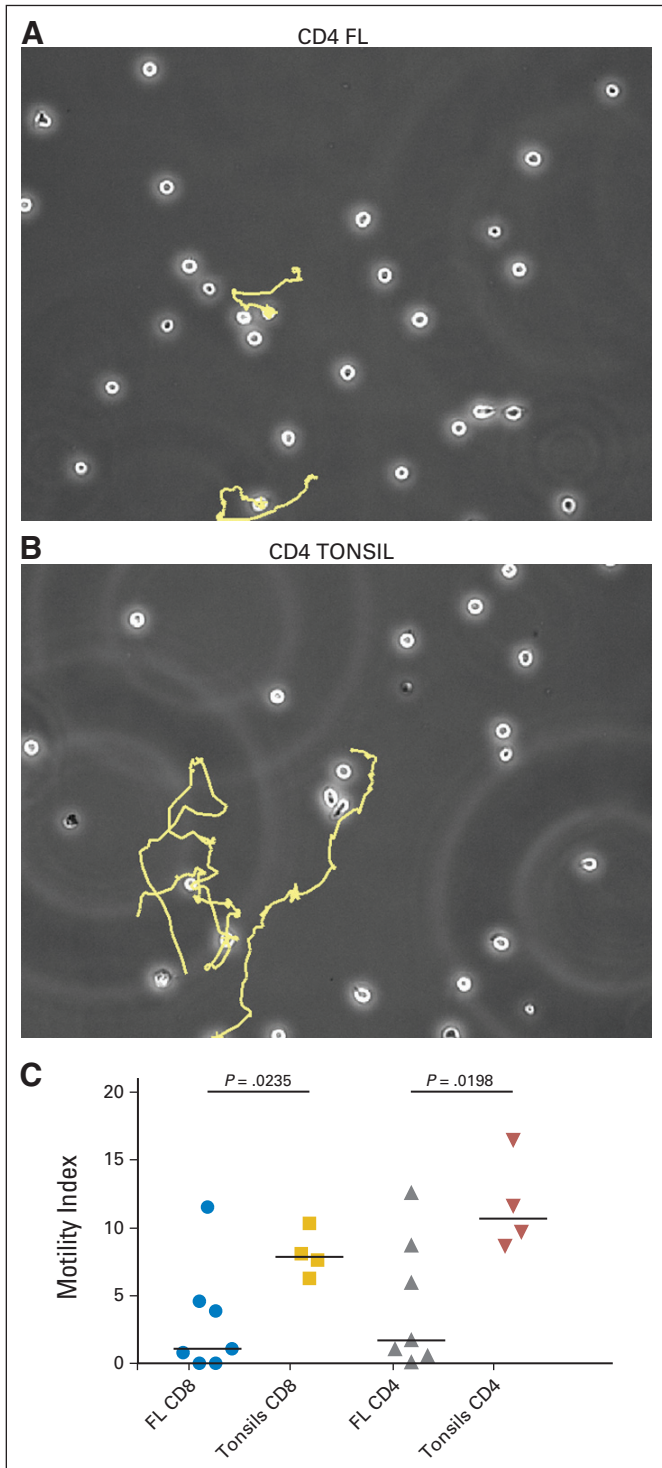 A
CD4 FL
B
CD4 TONSIL
C
P = .0235
P = .0198
20
15
10
5
0
Motility Index
FL CD8
Tonsils CD8
FL CD4
Tonsils CD4